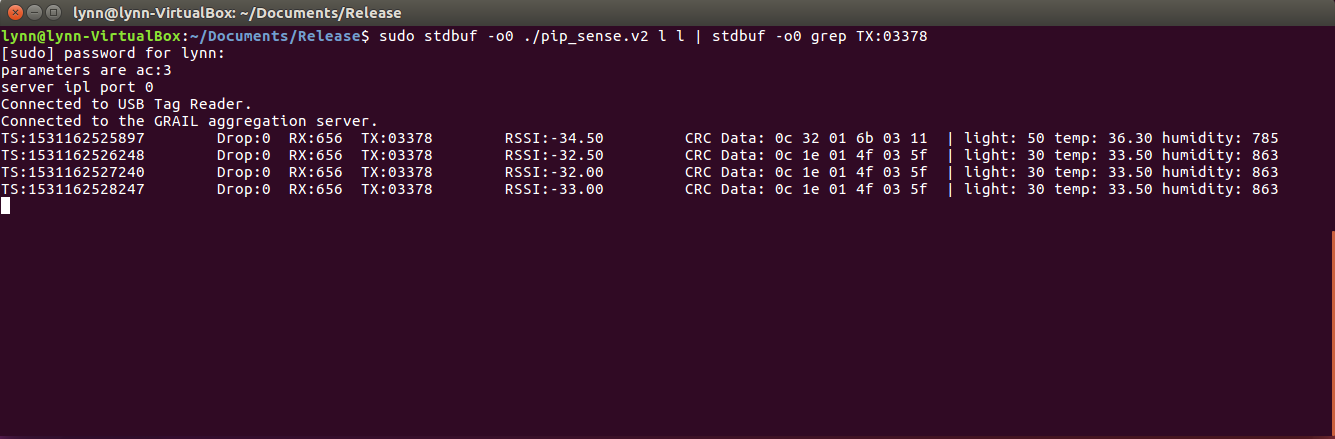 lynn@lynn-VirtualBox: ~/Documents/Release
lynn@lynn-VirtualBox:~/Documents/Release$ sudo stdbuf -o0 ./pip_sense.v2 l l | stdbuf -o0 grep TX:03378
[sudo] password for lynn:
parameters are ac:3
server ipl port 0
Connected to USB Tag Reader.
Connected to the GRAIL aggregation server.
TS:1531162525897        Drop:0  RX:656  TX:03378        RSSI:-34.50         CRC Data: 0c 32 01 6b 03 11  | light: 50 temp: 36.30 humidity: 785
TS:1531162526248        Drop:0  RX:656  TX:03378        RSSI:-32.50         CRC Data: 0c 1e 01 4f 03 5f  | light: 30 temp: 33.50 humidity: 863
TS:1531162527240        Drop:0  RX:656  TX:03378        RSSI:-32.00         CRC Data: 0c 1e 01 4f 03 5f  | light: 30 temp: 33.50 humidity: 863
TS:1531162528247        Drop:0  RX:656  TX:03378        RSSI:-33.00         CRC Data: 0c 1e 01 4f 03 5f  | light: 30 temp: 33.50 humidity: 863